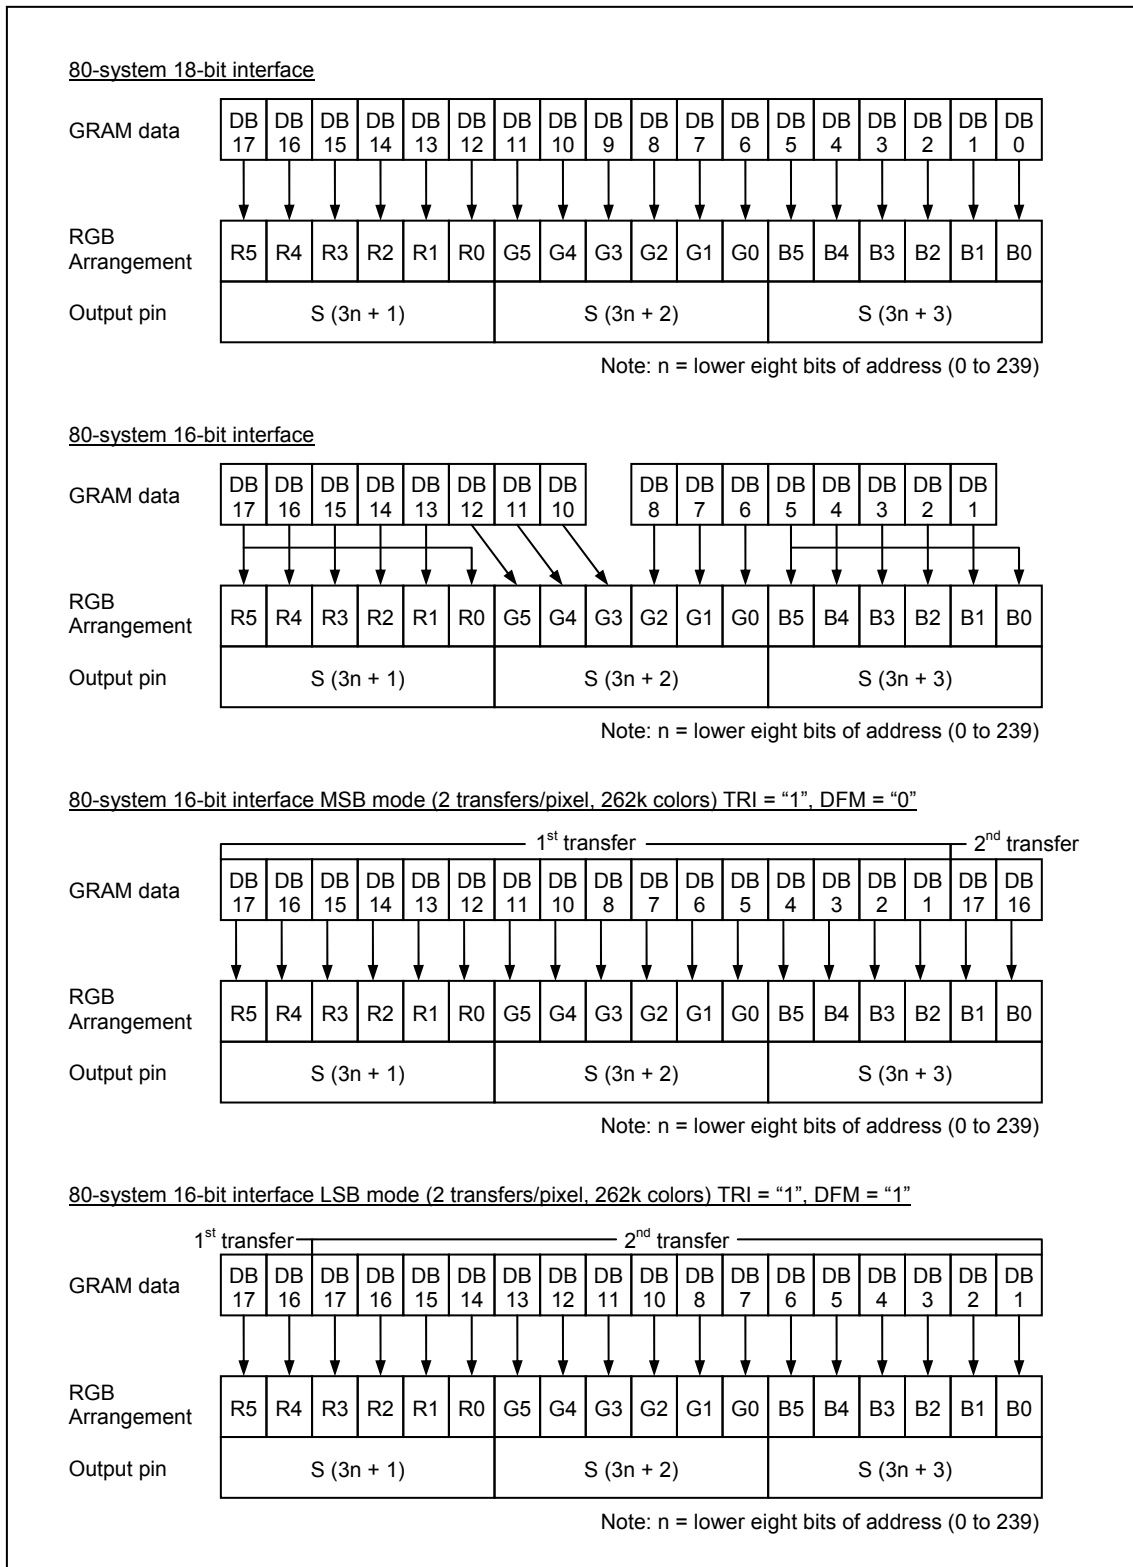 80-system 18-bit interface
GRAM data DB 17 DB 16 DB 15 DB 14 DB 13 DB 12 DB 11 DB 10 DB 9 DB 8 DB 7 DB 6 DB 5 DB 4 DB 3 DB 2 DB 1 DB 0
RGB Arrangement R5 R4 R3 R2 R1 R0 G5 G4 G3 G2 G1 G0 B5 B4 B3 B2 B1 B0
Output pin S (3n + 1) S (3n + 2) S (3n + 3)
Note: n = lower eight bits of address (0 to 239)
80-system 16-bit interface
GRAM data DB 17 DB 16 DB 15 DB 14 DB 13 DB 12 DB 11 DB 10 DB 8 DB 7 DB 6 DB 5 DB 4 DB 3 DB 2 DB 1
RGB Arrangement R5 R4 R3 R2 R1 R0 G5 G4 G3 G2 G1 G0 B5 B4 B3 B2 B1 B0
Output pin S (3n + 1) S (3n + 2) S (3n + 3)
Note: n = lower eight bits of address (0 to 239)
80-system 16-bit interface MSB mode (2 transfers/pixel, 262k colors) TRI = “1”, DFM = “0”
1st transfer 2nd transfer
GRAM data DB 17 DB 16 DB 15 DB 14 DB 13 DB 12 DB 11 DB 10 DB 8 DB 7 DB 6 DB 5 DB 4 DB 3 DB 2 DB 1 DB 17 DB 16
RGB Arrangement R5 R4 R3 R2 R1 R0 G5 G4 G3 G2 G1 G0 B5 B4 B3 B2 B1 B0
Output pin S (3n + 1) S (3n + 2) S (3n + 3)
Note: n = lower eight bits of address (0 to 239)
80-system 16-bit interface LSB mode (2 transfers/pixel, 262k colors) TRI = “1”, DFM = “1”
1st transfer 2nd transfer
GRAM data DB 17 DB 16 DB 17 DB 16 DB 15 DB 14 DB 13 DB 12 DB 11 DB 10 DB 8 DB 7 DB 6 DB 5 DB 4 DB 3 DB 2 DB 1
RGB Arrangement R5 R4 R3 R2 R1 R0 G5 G4 G3 G2 G1 G0 B5 B4 B3 B2 B1 B0
Output pin S (3n + 1) S (3n + 2) S (3n + 3)
Note: n = lower eight bits of address (0 to 239)